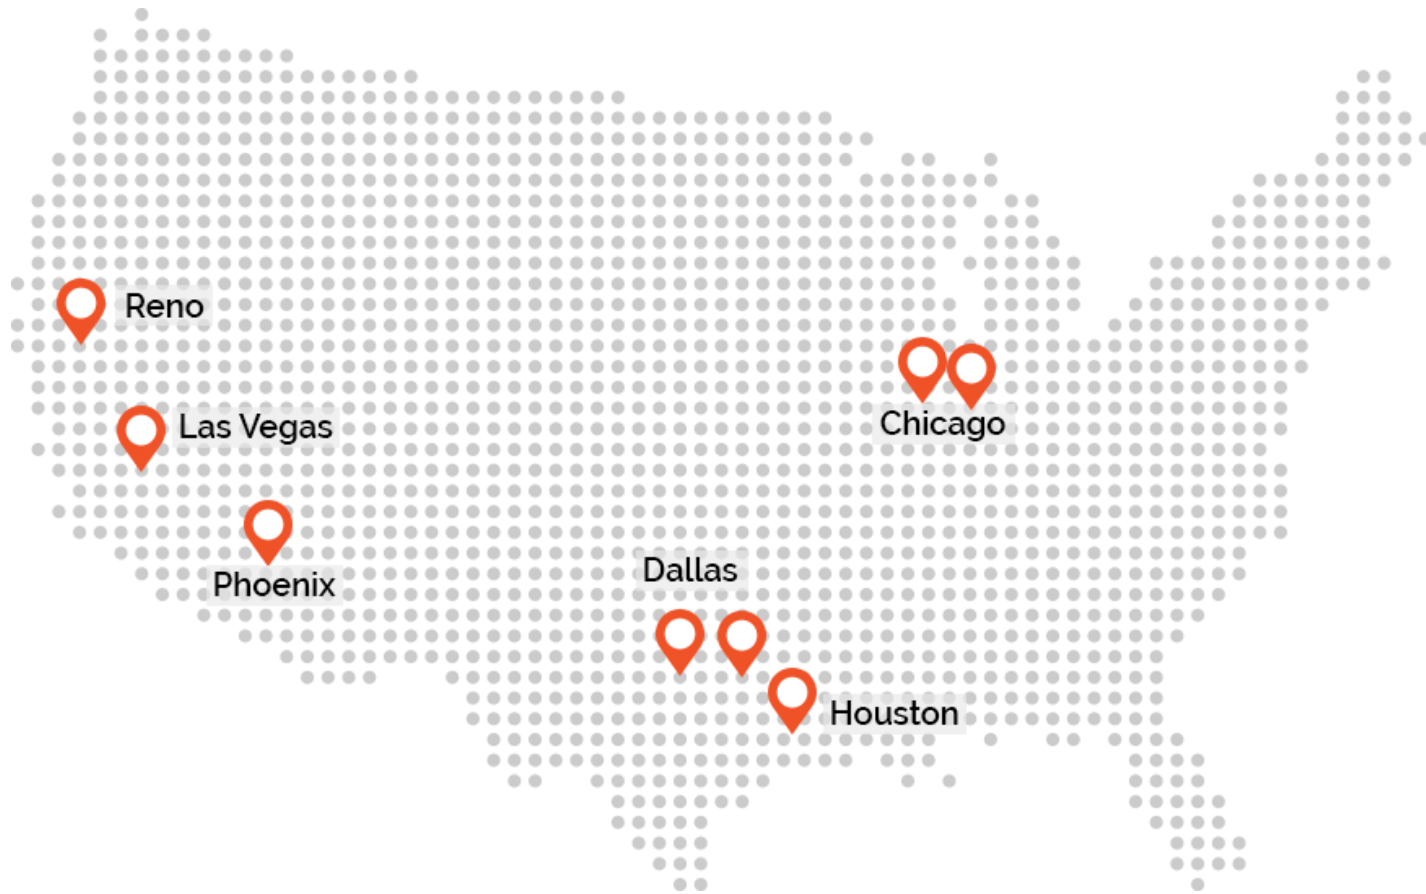 Reno
Las Vegas
Chicago
Phoenix
Dallas
Houston